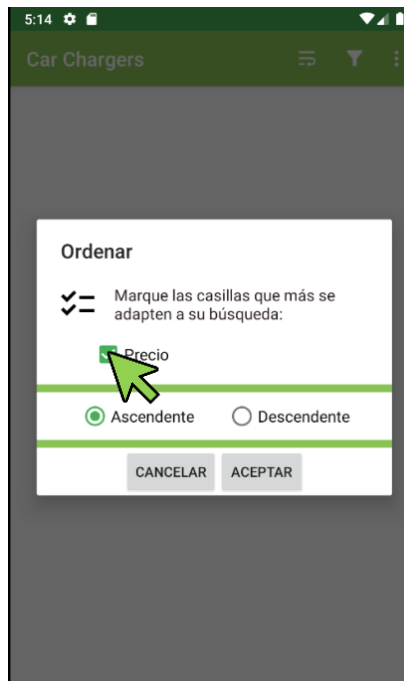 5:14
Car Chargers
Ordenar
Marque las casillas que más se
adapten a su búsqueda:
Precio
Ascendente Descendente
CANCELAR ACEPTAR